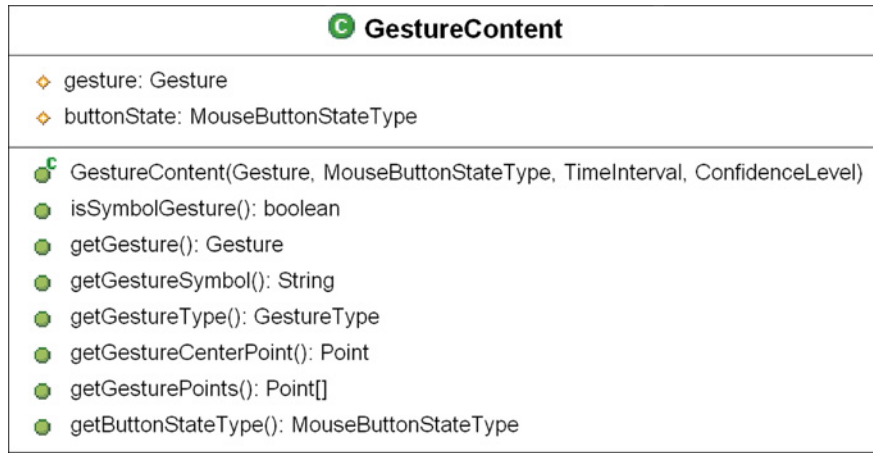 C GestureContent
gesture: Gesture
buttonState: MouseButtonStateType
C GestureContent(Gesture, MouseButtonStateType, TimeInterval, ConfidenceLevel)
isSymbolGesture(): boolean
getGesture(): Gesture
getGestureSymbol(): String
getGestureType(): GestureType
getGestureCenterPoint(): Point
getGesturePoints(): Point[]
getButtonStateType(): MouseButtonStateType